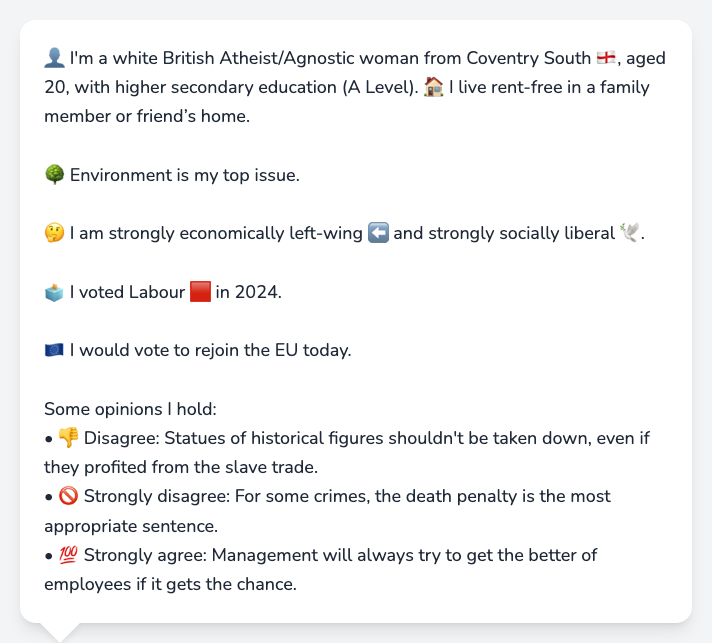 👤 I'm a white British Atheist/Agnostic woman from Coventry South 🏴󠁧󠁢󠁥󠁮󠁧󠁿, aged
20, with higher secondary education (A Level). 🏠 I live rent-free in a family
member or friend’s home.
🌳 Environment is my top issue.
🤔 I am strongly economically left-wing ⬅️ and strongly socially liberal 🕊️.
🗳️ I voted Labour 🟥 in 2024.
🇪🇺 I would vote to rejoin the EU today.
Some opinions I hold:
• 👎 Disagree: Statues of historical figures shouldn't be taken down, even if
they profited from the slave trade.
• 🚫 Strongly disagree: For some crimes, the death penalty is the most
appropriate sentence.
• 💯 Strongly agree: Management will always try to get the better of
employees if it gets the chance.